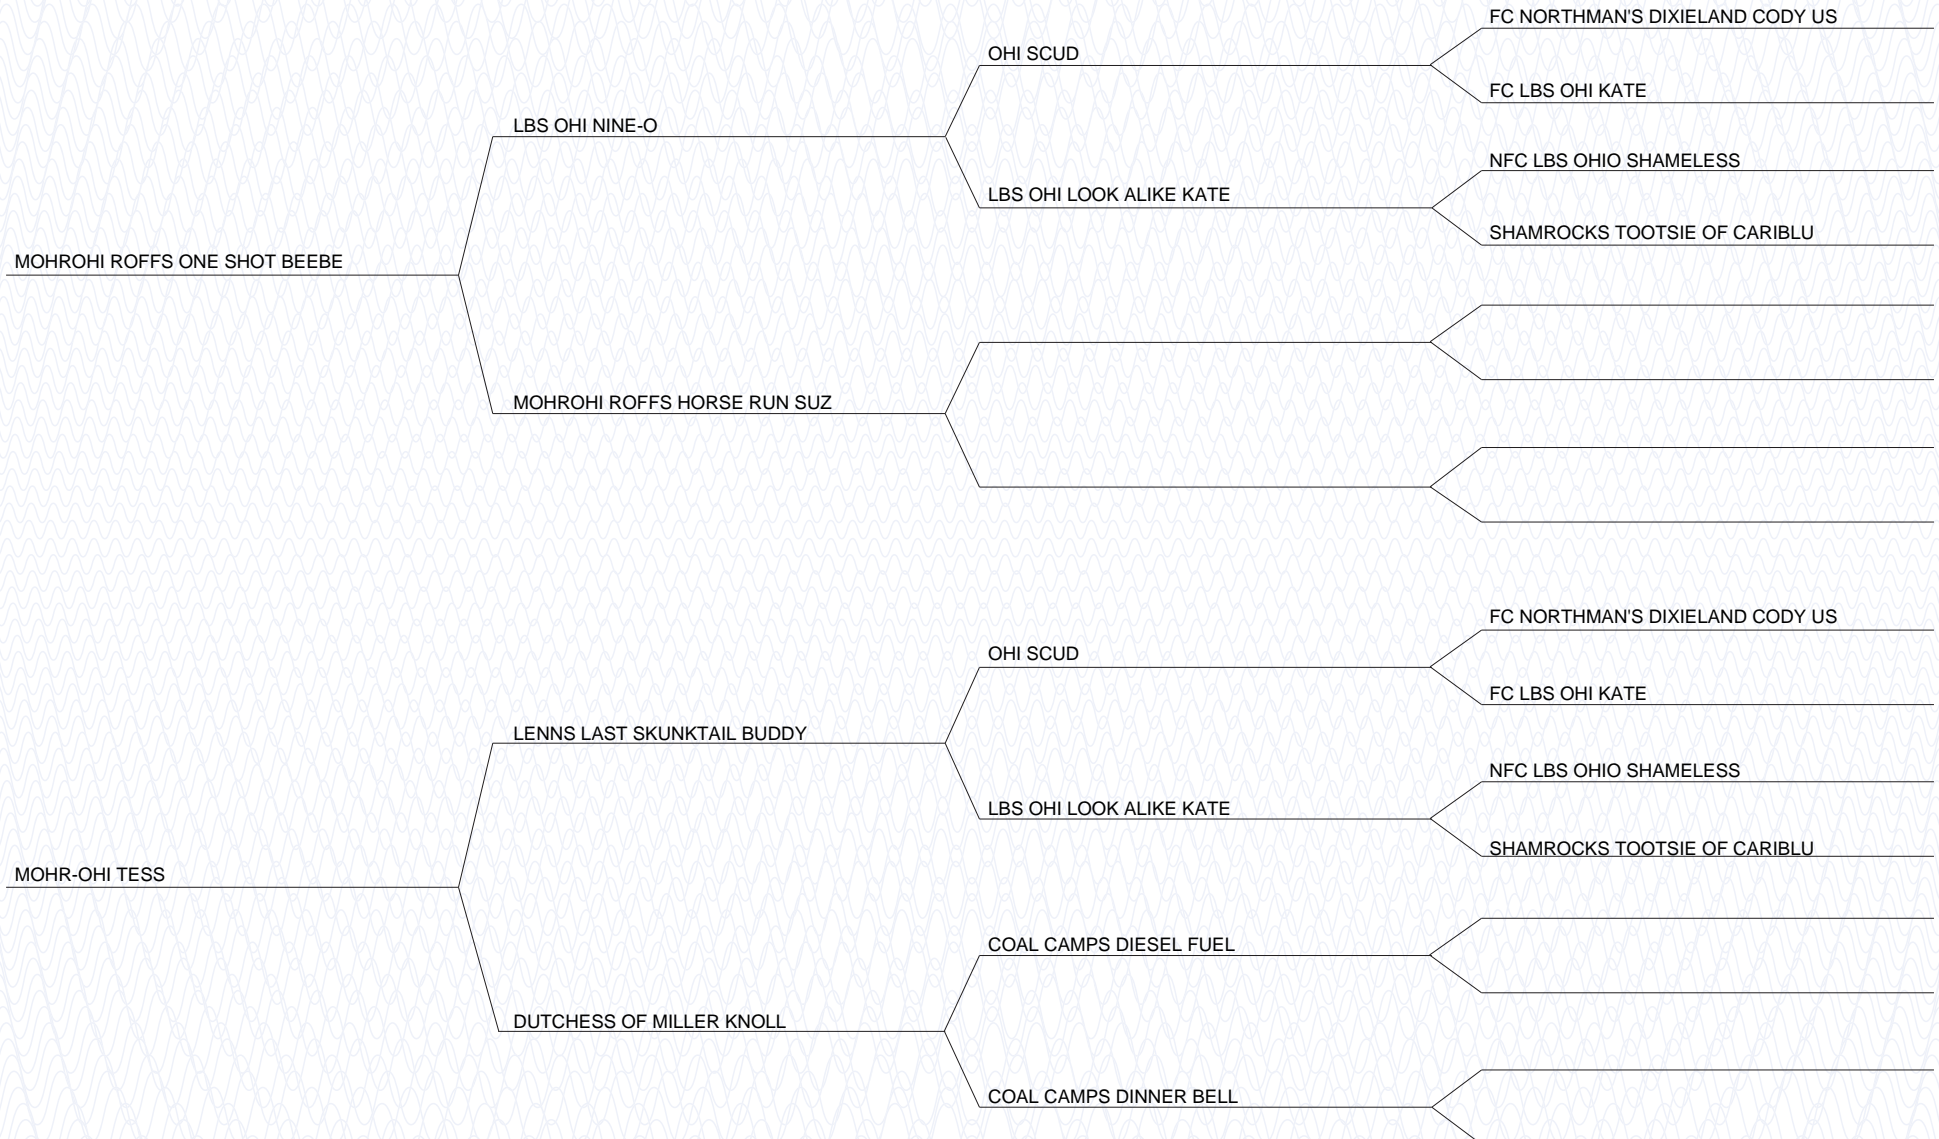 FC NORTHMAN'S DIXIELAND CODY US
OHI SCUD
FC LBS OHI KATE
LBS OHI NINE-O
NFC LBS OHIO SHAMELESS
LBS OHI LOOK ALIKE KATE
SHAMROCKS TOOTSIE OF CARIBLU
MOHROHI ROFFS ONE SHOT BEEBE
MOHROHI ROFFS HORSE RUN SUZ
FC NORTHMAN'S DIXIELAND CODY US
OHI SCUD
FC LBS OHI KATE
LENNS LAST SKUNKTAIL BUDDY
NFC LBS OHIO SHAMELESS
LBS OHI LOOK ALIKE KATE
SHAMROCKS TOOTSIE OF CARIBLU
MOHR-OHI TESS
COAL CAMPS DIESEL FUEL
DUTCHESS OF MILLER KNOLL
COAL CAMPS DINNER BELL